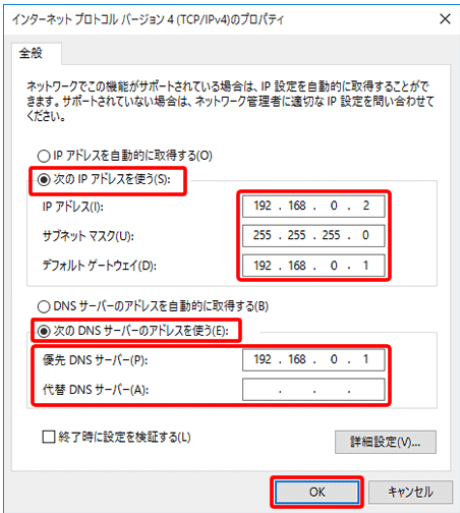 インターネット プロトコル バージョン 4 (TCP/IPv4)のプロパティ
全般
ネットワークでこの機能がサポートされている場合は、IP 設定を自動的に取得することがで
きます。サポートされていない場合は、ネットワーク管理者に適切な IP 設定を問い合わせて
ください。
IP アドレスを自動的に取得する(O)
次の IP アドレスを使う(S):
IP アドレス(I): 192 . 168 . 0 . 2
サブネット マスク(U): 255 . 255 . 255 . 0
デフォルト ゲートウェイ(D): 192 . 168 . 0 . 1
DNS サーバーのアドレスを自動的に取得する(B)
次の DNS サーバーのアドレスを使う(E):
優先 DNS サーバー(P): 192 . 168 . 0 . 1
代替 DNS サーバー(A): . . .
終了時に設定を検証する(L)
詳細設定(V)...
OK キャンセル